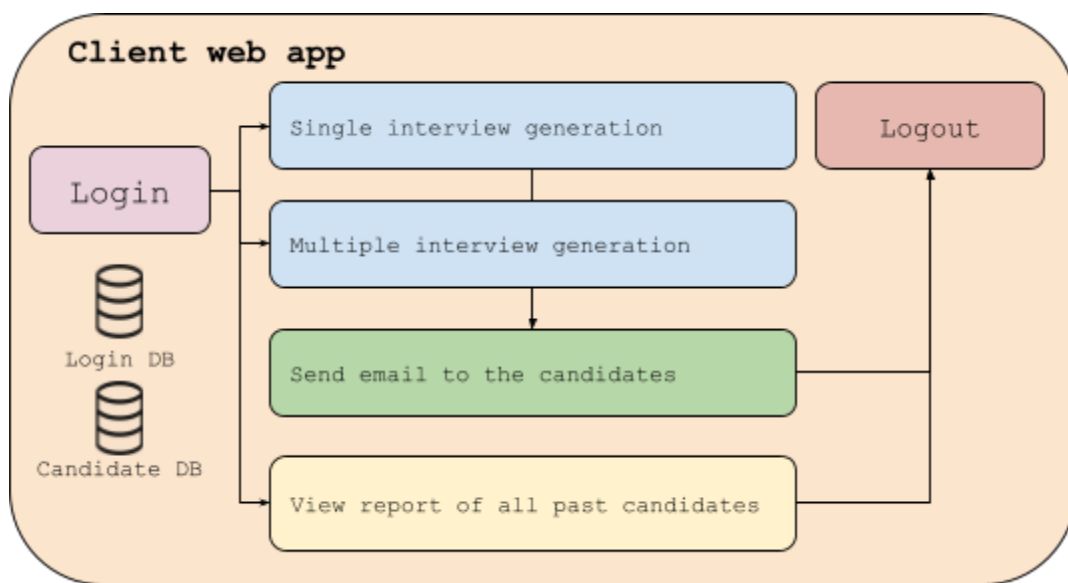 Client web app
Single interview generation
Logout
Login
Multiple interview generation
Login DB
Send email to the candidates
Candidate DB
View report of all past candidates